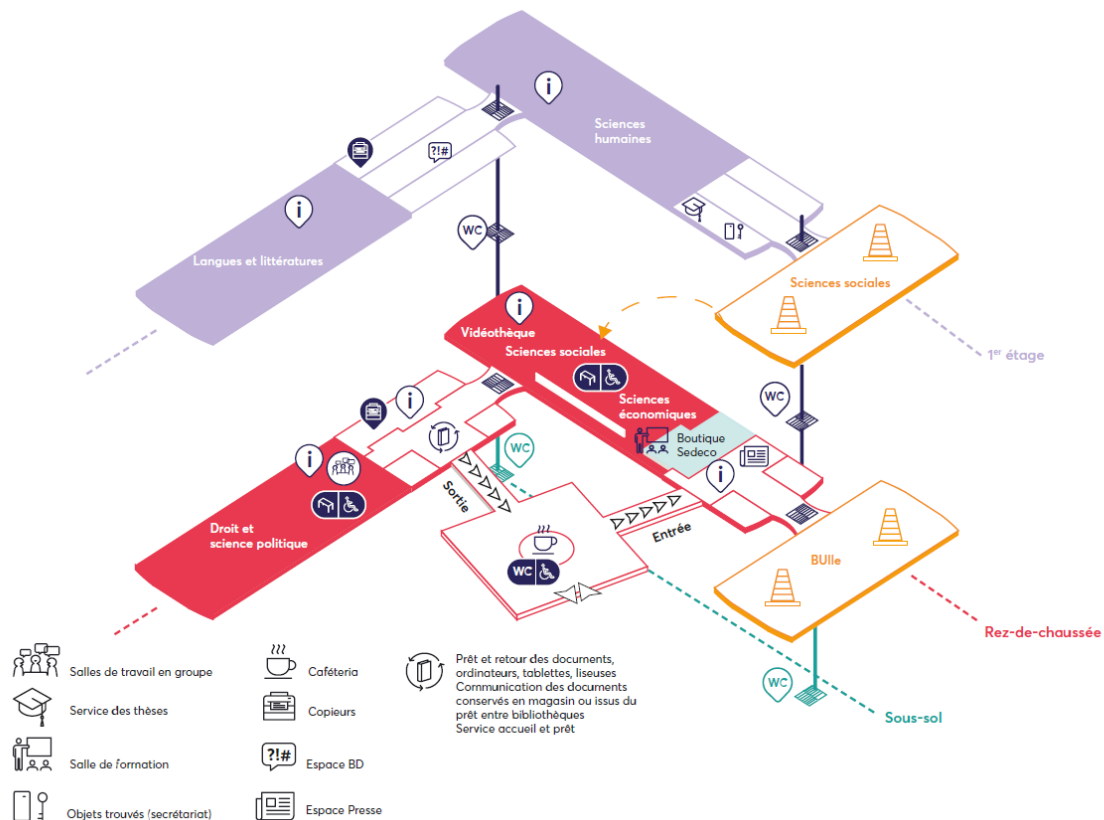 i
Sciences
humaines
?!#
i
WC
Langues et littératures
Sciences sociales
1er étage
i
Vidéothèque
Sciences sociales
Sciences
économiques
WC
i
Boutique
Sedeco
WC
i
i
Sortie
Entrée
Droit et
science politique
WC
BUlle
Rez-de-chaussée
WC
Sous-sol
Salles de travail en groupe
Service des thèses
Salle de formation
Objets trouvés (secrétariat)
Caféteria
Copieurs
?!#
Espace BD
Espace Presse
Prêt et retour des documents,
ordinateurs, tablettes, liseuses
Communication des documents
conservés en magasin ou issus du
prêt entre bibliothèques
Service accueil et prêt